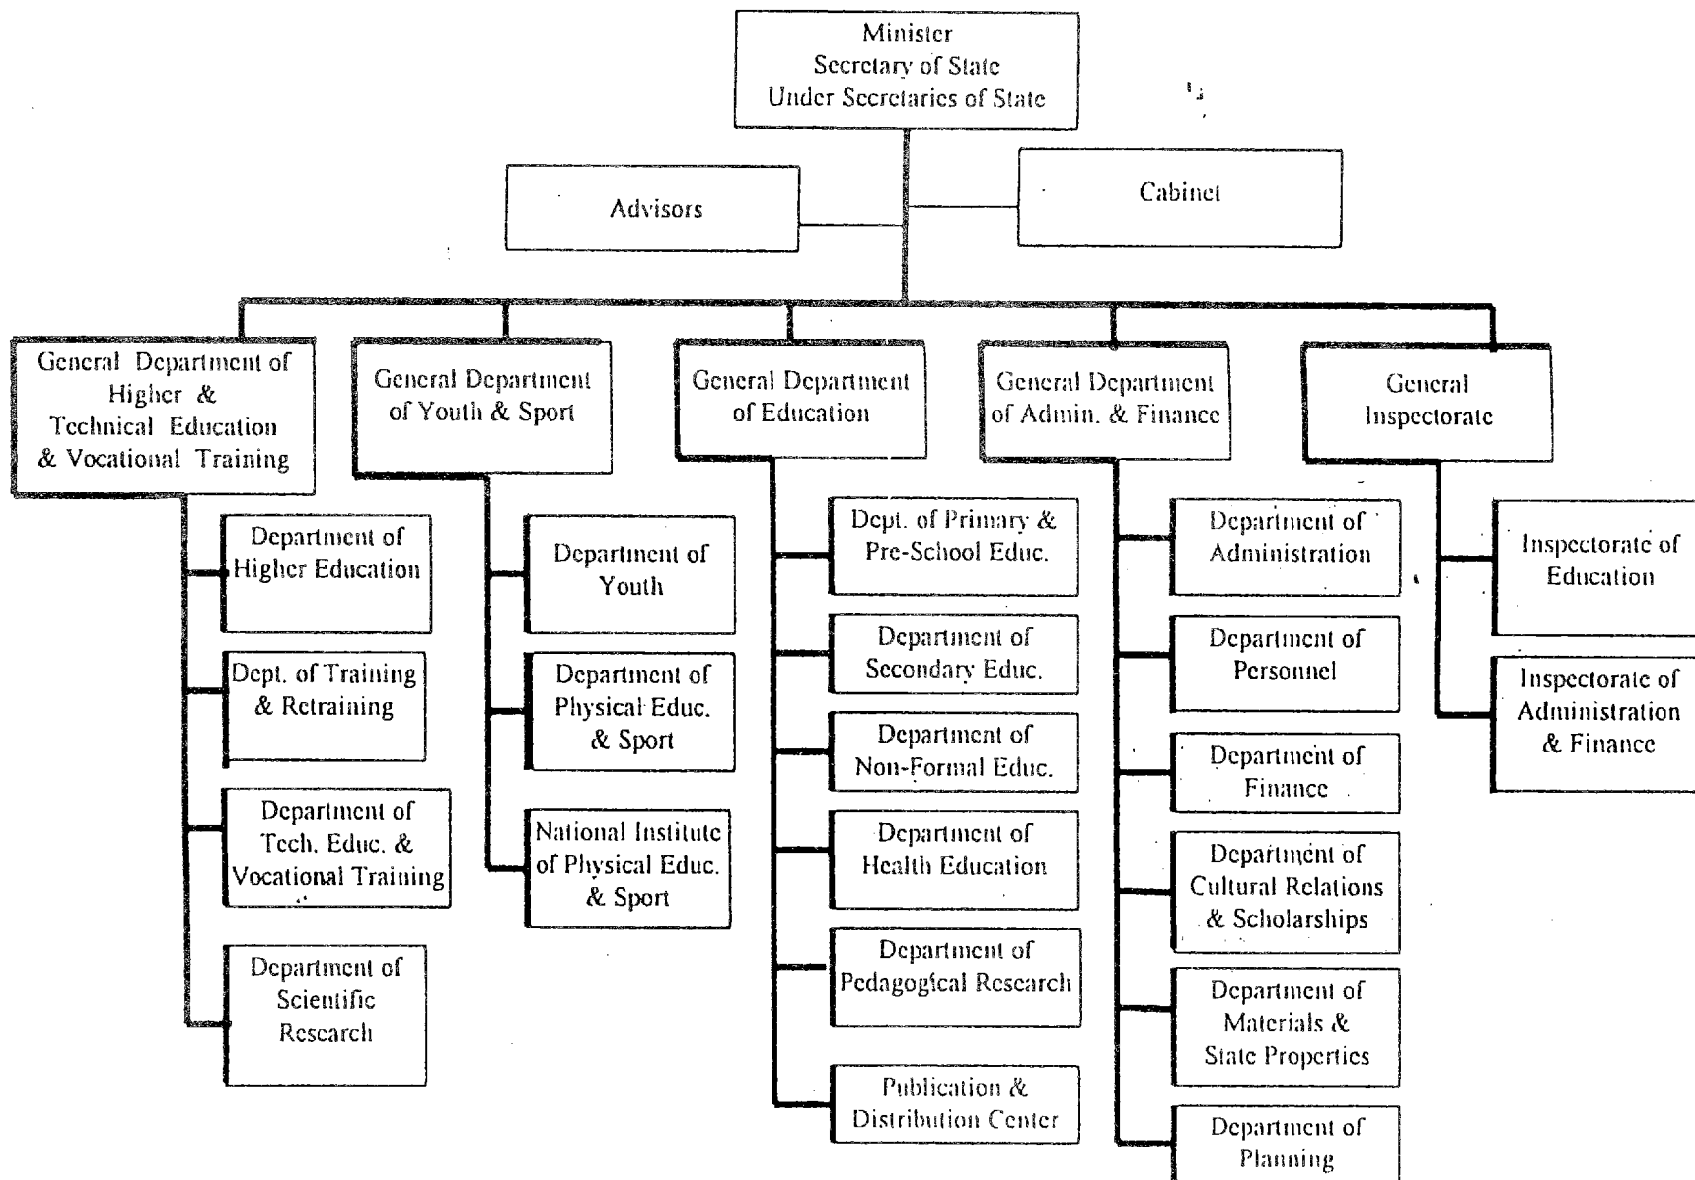 Minister
Secretary of State
Under Secretaries of State
Advisors
Cabinet
General Department of
Higher &
Technical Education
& Vocational Training
General Department
of Youth & Sport
General Department
of Education
General Department
of Admin. & Finance
General
Inspectorate
Department of
Higher Education
Dept. of Training
& Retraining
Department of
Tech. Educ. &
Vocational Training
Department of
Scientific
Research
Department of
Youth
Department of
Physical Educ.
& Sport
National Institute
of Physical Educ.
& Sport
Dept. of Primary &
Pre-School Educ.
Department of
Secondary Educ.
Department of
Non-Formal Educ.
Department of
Health Education
Department of
Pedagogical Research
Publication &
Distribution Center
Department of
Administration
Department of
Personnel
Department of
Finance
Department of
Cultural Relations
& Scholarships
Department of
Materials &
State Properties
Department of
Planning
Inspectorate of
Education
Inspectorate of
Administration
& Finance